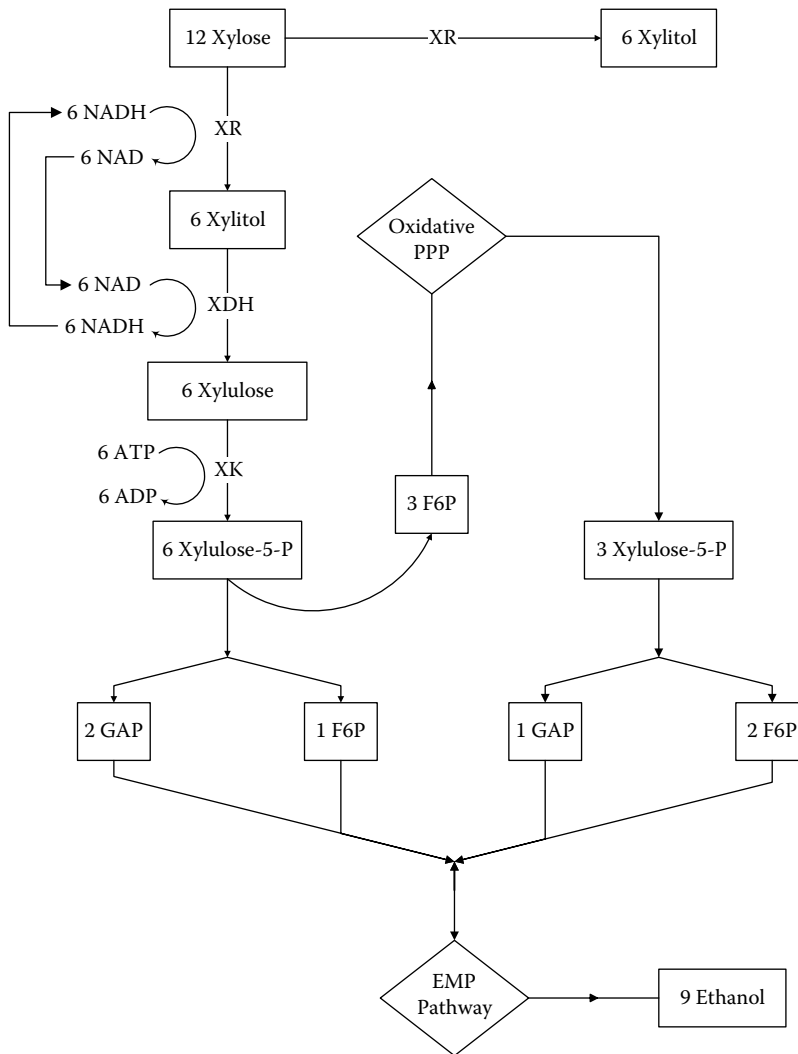 12 Xylose
XR
6 Xylitol
6 NADH
XR
6 NAD
6 Xylitol
Oxidative
PPP
6 NAD
XDH
6 NADH
6 Xylulose
6 ATP
XK
6 ADP
3 F6P
6 Xylulose-5-P
3 Xylulose-5-P
2 GAP
1 F6P
1 GAP
2 F6P
EMP
Pathway
9 Ethanol